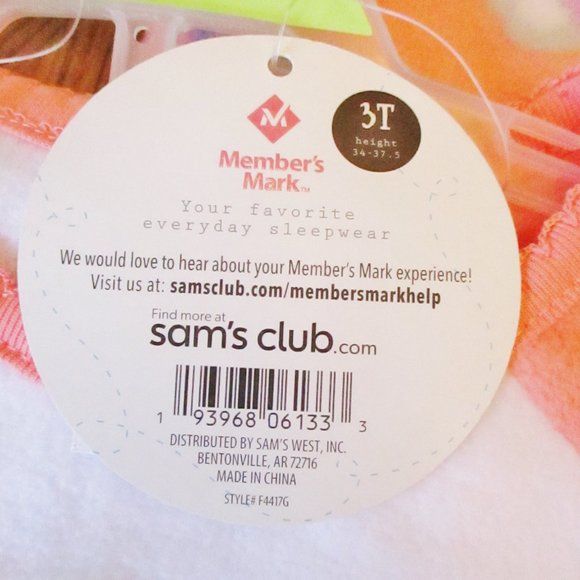 3T
height
34-37.5
Member's
Mark™
Your favorite
everyday sleepwear
We would love to hear about your Member's Mark experience!
Visit us at: samsclub.com/membersmarkhelp
Find more at
sam's club.com
1 93968 06133 3
DISTRIBUTED BY SAM'S WEST, INC.
BENTONVILLE, AR 72716
MADE IN CHINA
STYLE# F4417G